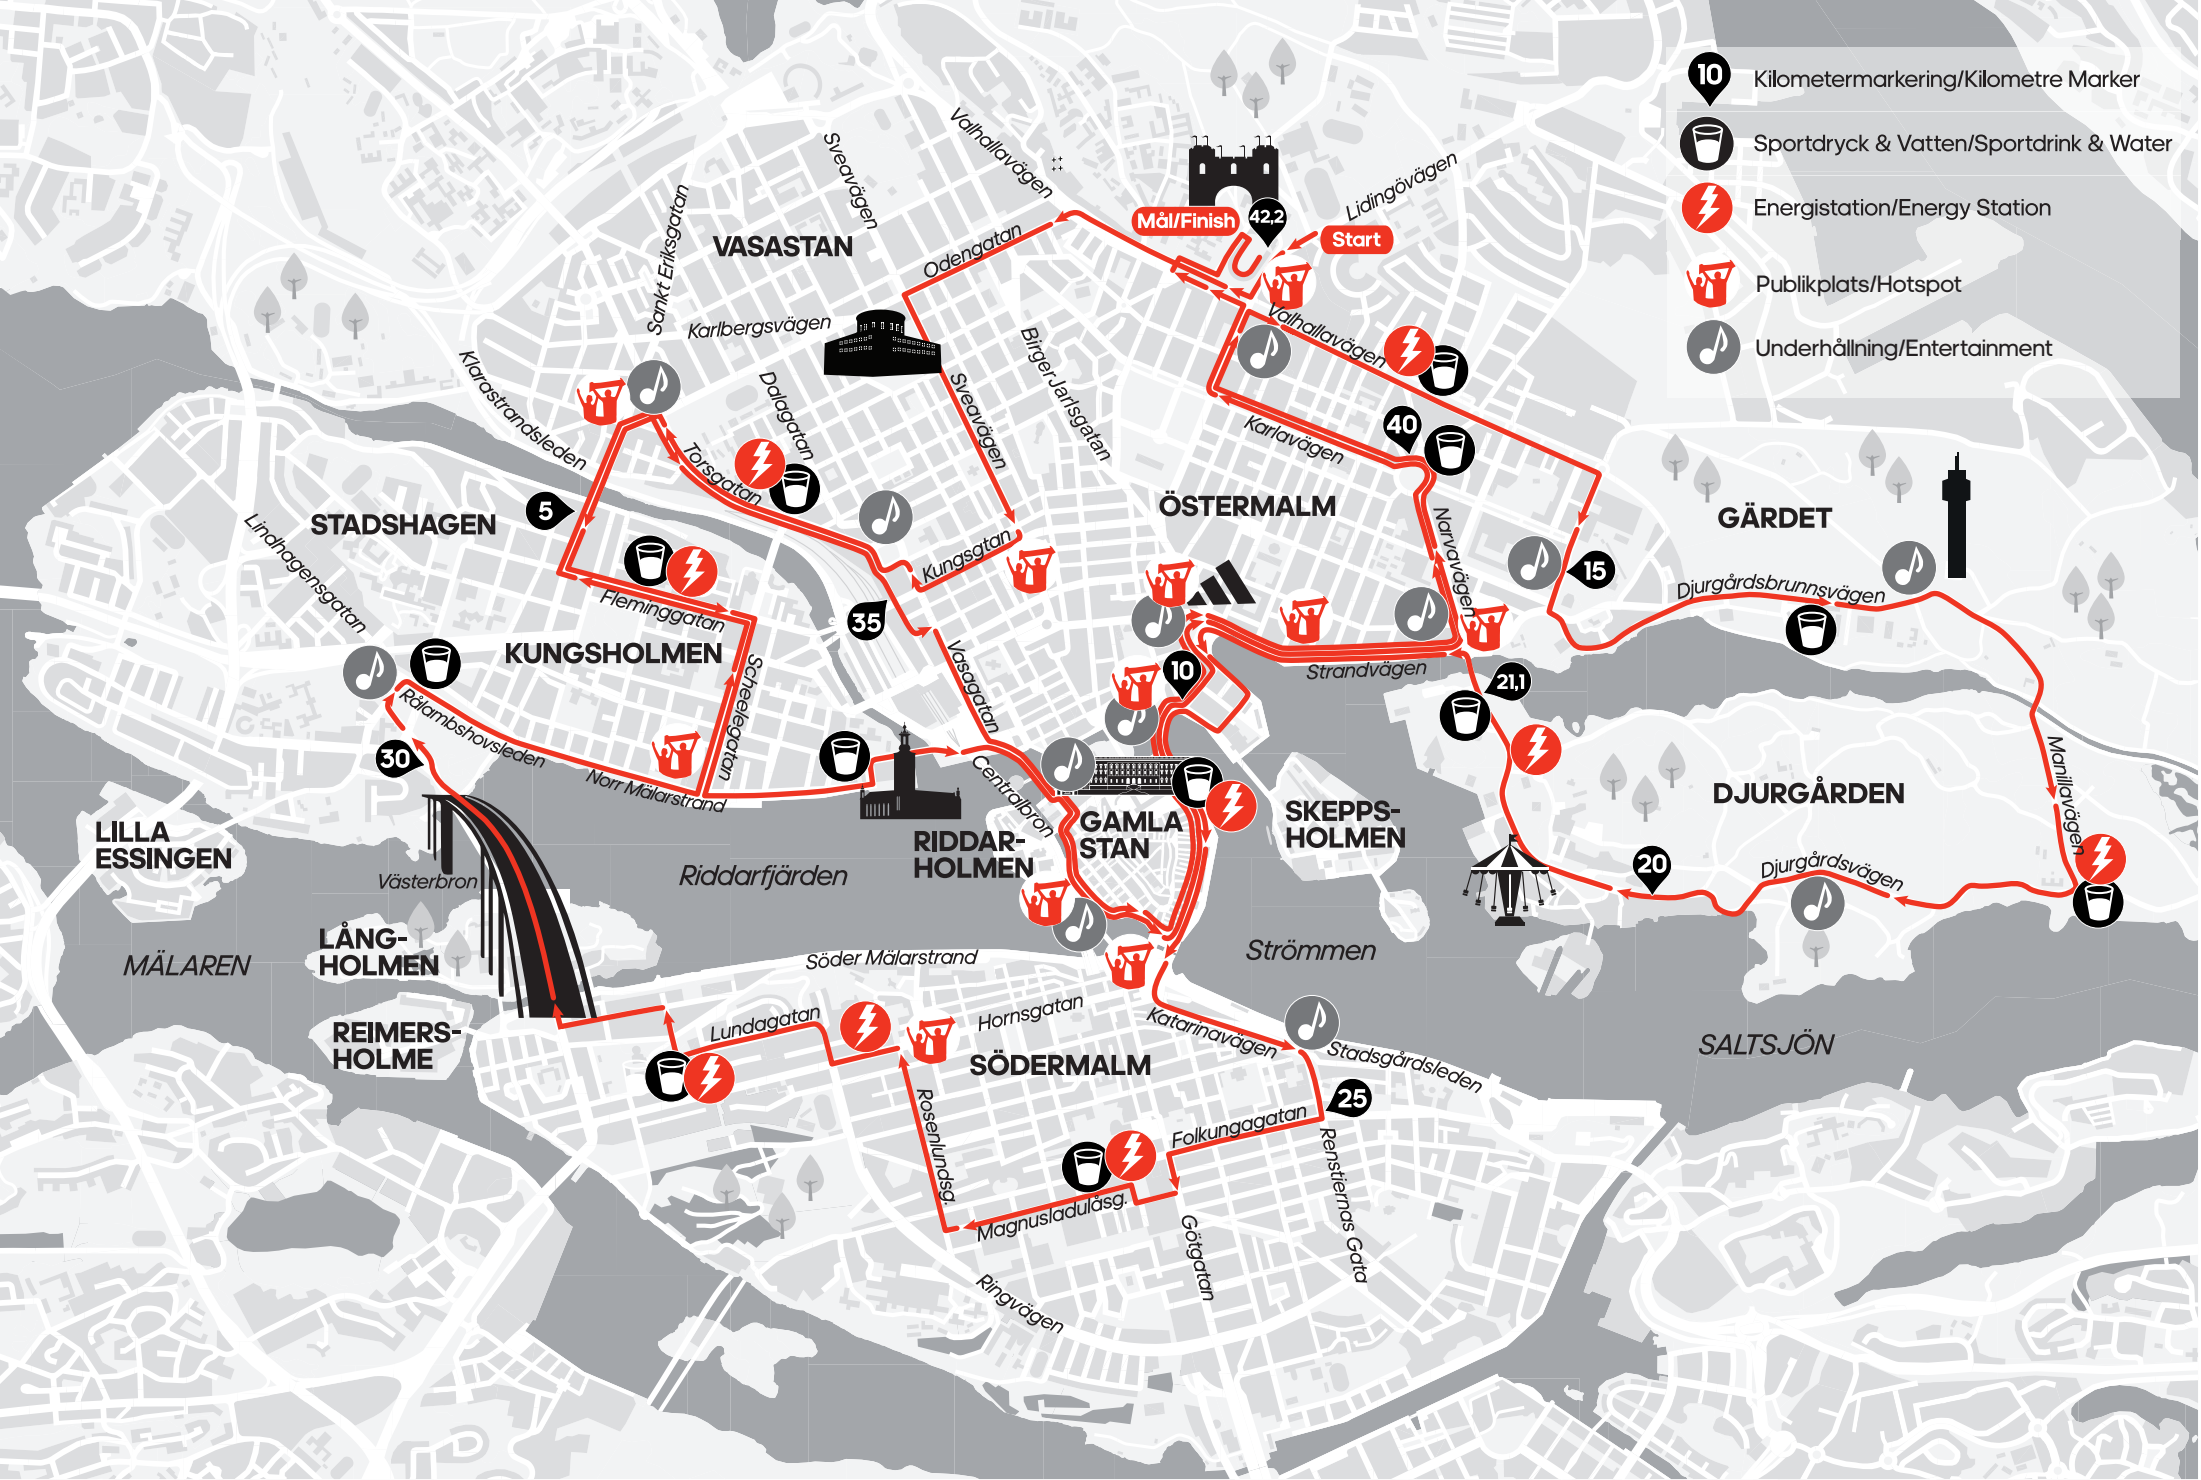 10 Kilometermarkering/Kilometre Marker
Sportdryck & Vatten/Sportdrink & Water
Energistation/Energy Station
Publikplats/Hotspot
Underhållning/Entertainment
Valhallavägen
Sveavägen
Lidingövägen
Mål/Finish
42,2
Start
Sankt Eriksgatan
VASASTAN
Odengatan
Karlbergsvägen
Valhallavägen
Birger Jarlsgatan
Klarastrandsleden
Dalagatan
Sveavägen
Karlavägen
40
Torsgatan
5
STADSHAGEN
ÖSTERMALM
GÄRDET
Lindhagensgatan
Narvavägen
Kungsgtan
15
Djurgårdsbrunnsvägen
Fleminggatan
35
KUNGSHOLMEN
Scheelegatan
Vasagatan
10
Strandvägen
21,1
Rålambshovsleden
30
Norr Mälarstrand
Centralbron
Manillavägen
DJURGÅRDEN
LILLA
ESSINGEN
RIDDAR-
HOLMEN
GAMLA
STAN
SKEPPS-
HOLMEN
Västerbron
Riddarfjärden
20
Djurgårdsvägen
LÅNG-
HOLMEN
MÄLAREN
Söder Mälarstrand
Strömmen
REIMERS-
HOLME
Lundagatan
Hornsgatan
Katarinavägen
SALTSJÖN
SÖDERMALM
Stadsgårdsleden
25
Rosenlundsg.
Folkungagatan
Renstiernas Gata
Magnusladulåsg.
Götgatan
Ringvägen